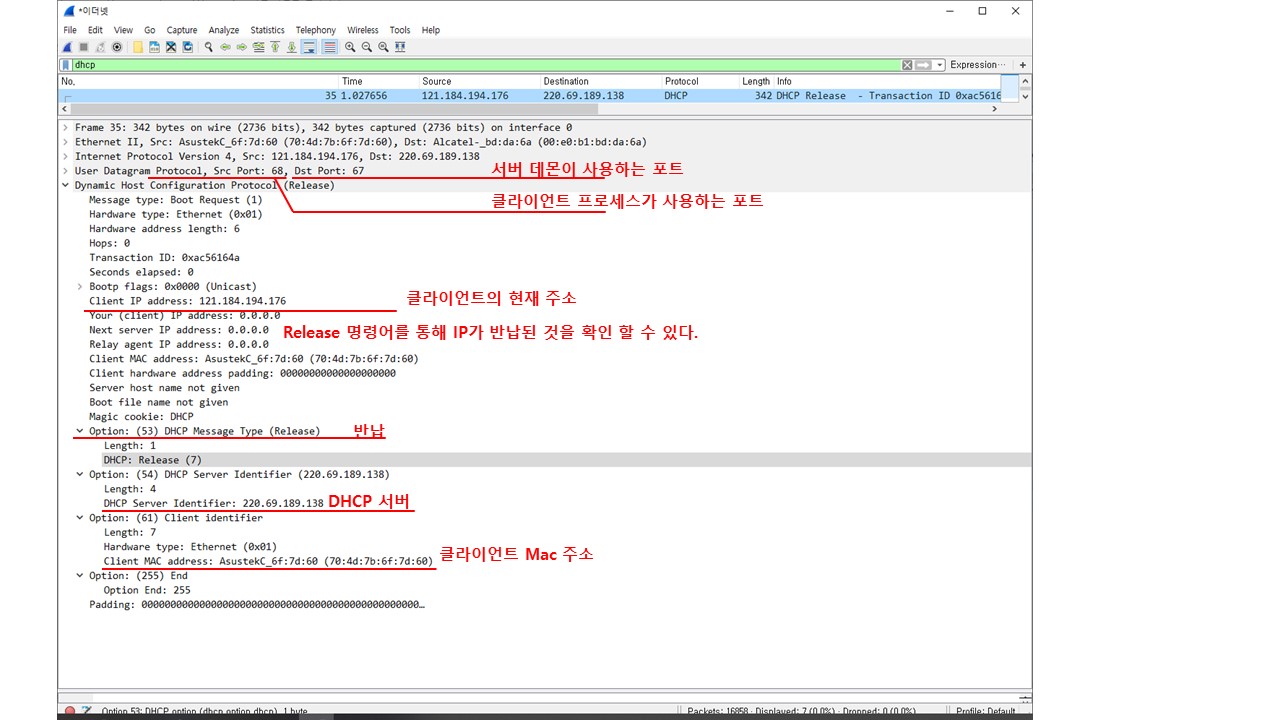 *이더넷
File Edit View Go Capture Analyze Statistics Telephony Wireless Tools Help
dhcp Expression… +
No. Time Source Destination Protocol Length Info
35 1.027656 121.184.194.176 220.69.189.138 DHCP 342 DHCP Release - Transaction ID 0xac5616
Frame 35: 342 bytes on wire (2736 bits), 342 bytes captured (2736 bits) on interface 0
Ethernet II, Src: AsustekC_6f:7d:60 (70:4d:7b:6f:7d:60), Dst: Alcatel-_bd:da:6a (00:e0:b1:bd:da:6a)
Internet Protocol Version 4, Src: 121.184.194.176, Dst: 220.69.189.138
User Datagram Protocol, Src Port: 68, Dst Port: 67 서버 데몬이 사용하는 포트
Dynamic Host Configuration Protocol (Release)
Message type: Boot Request (1) 클라이언트 프로세스가 사용하는 포트
Hardware type: Ethernet (0x01)
Hardware address length: 6
Hops: 0
Transaction ID: 0xac56164a
Seconds elapsed: 0
Bootp flags: 0x0000 (Unicast)
Client IP address: 121.184.194.176 클라이언트의 현재 주소
Your (client) IP address: 0.0.0.0
Next server IP address: 0.0.0.0 Release 명령어를 통해 IP가 반납된 것을 확인 할 수 있다.
Relay agent IP address: 0.0.0.0
Client MAC address: AsustekC_6f:7d:60 (70:4d:7b:6f:7d:60)
Client hardware address padding: 00000000000000000000
Server host name not given
Boot file name not given
Magic cookie: DHCP
Option: (53) DHCP Message Type (Release) 반납
Length: 1
DHCP: Release (7)
Option: (54) DHCP Server Identifier (220.69.189.138)
Length: 4
DHCP Server Identifier: 220.69.189.138 DHCP 서버
Option: (61) Client identifier
Length: 7
Hardware type: Ethernet (0x01)
Client MAC address: AsustekC_6f:7d:60 (70:4d:7b:6f:7d:60) 클라이언트 Mac 주소
Option: (255) End
Option End: 255
Padding: 00000000000000000000000000000000000000000000…
Option 53: DHCP option (dhcp.option.dhcp), 1 byte Packets: 16858 · Displayed: 7 (0.0%) · Dropped: 0 (0.0%) Profile: Default